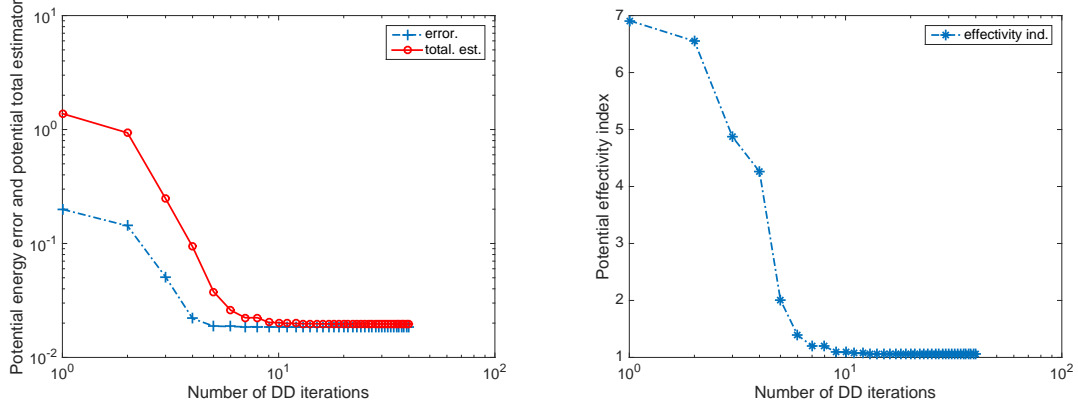 Potential energy error and potential total estimator
10^1
10^0
10^-1
10^-2
10^0
10^1
10^2
Number of DD iterations
error.
total. est.
Potential effectivity index
7
6
5
4
3
2
1
10^0
10^1
10^2
Number of DD iterations
effectivity ind.